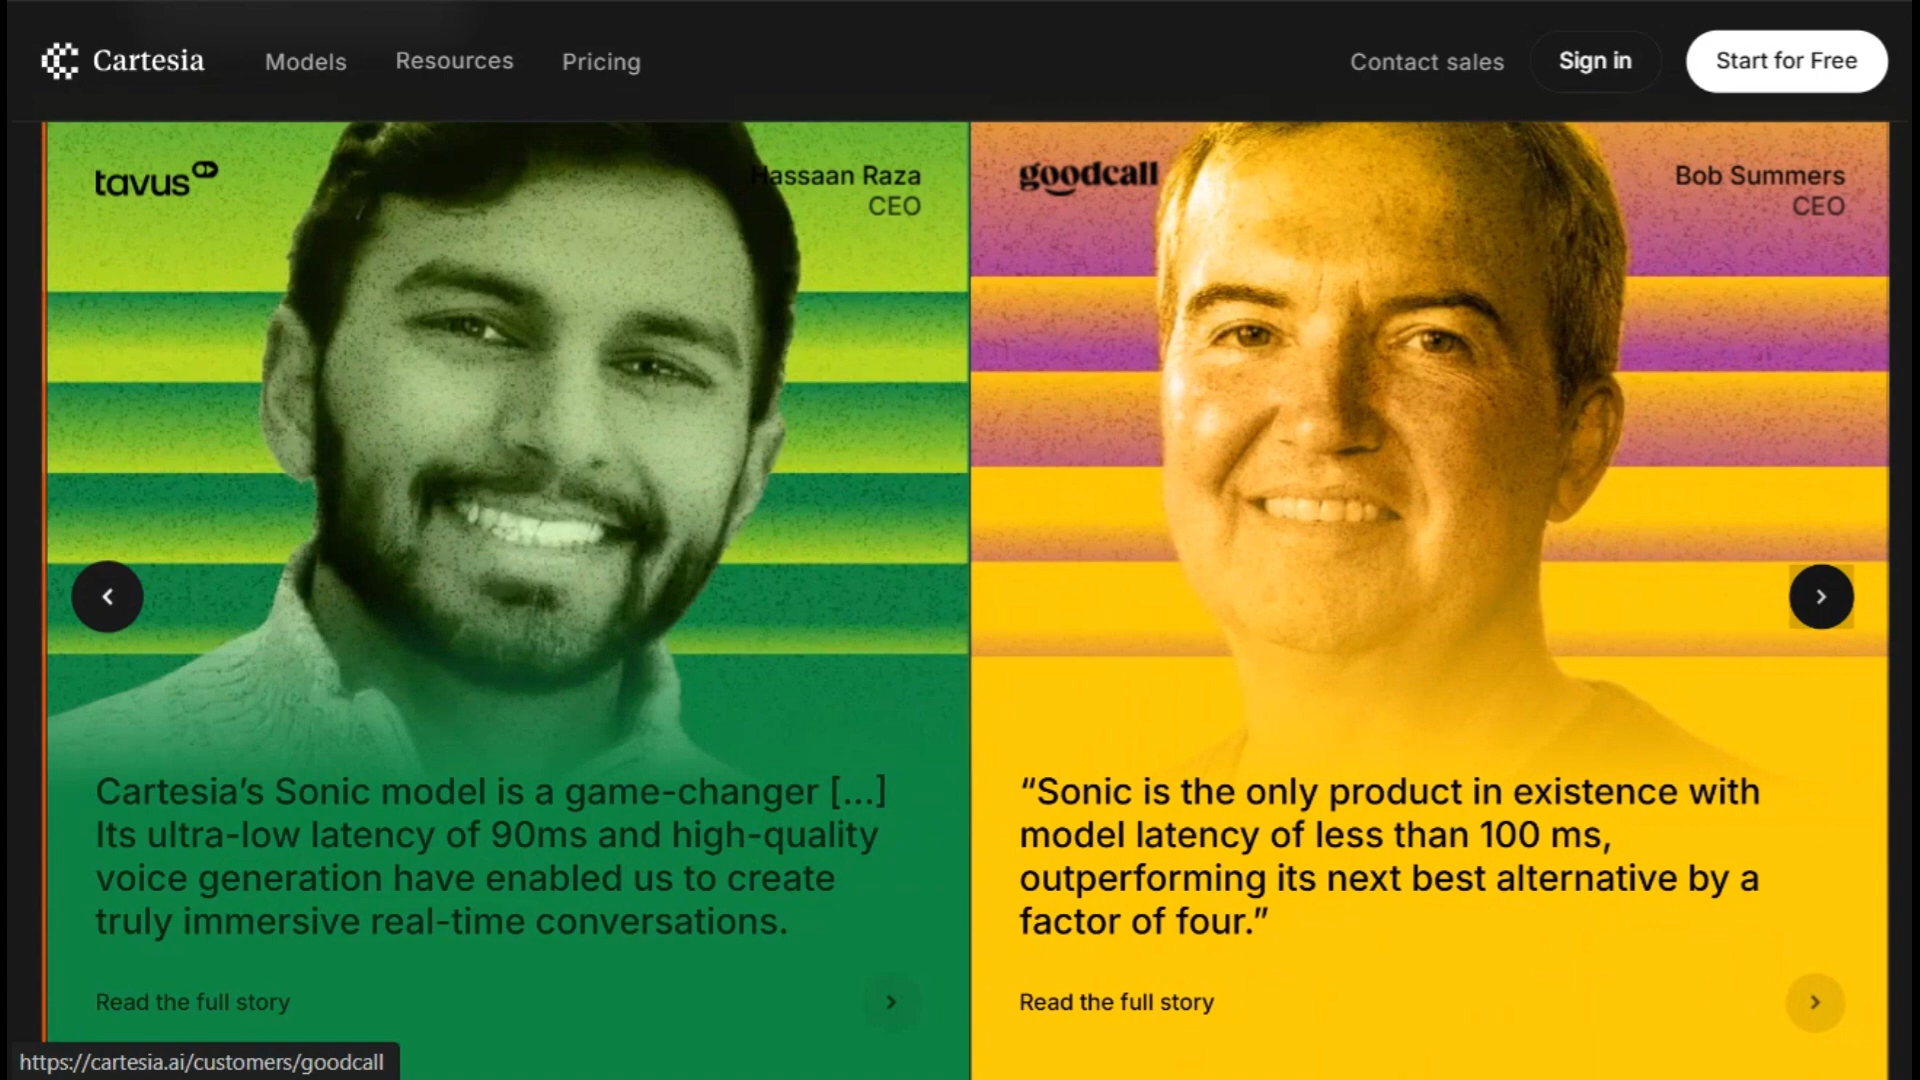 Cartesia
Models
Resources
Pricing
Contact sales
Sign in
Start for Free
tavus
Hassaan Raza
CEO
Cartesia’s Sonic model is a game-changer [...]
Its ultra-low latency of 90ms and high-quality
voice generation have enabled us to create
truly immersive real-time conversations.
Read the full story
goodcall
Bob Summers
CEO
“Sonic is the only product in existence with
model latency of less than 100 ms,
outperforming its next best alternative by a
factor of four.”
Read the full story
https://cartesia.ai/customers/goodcall